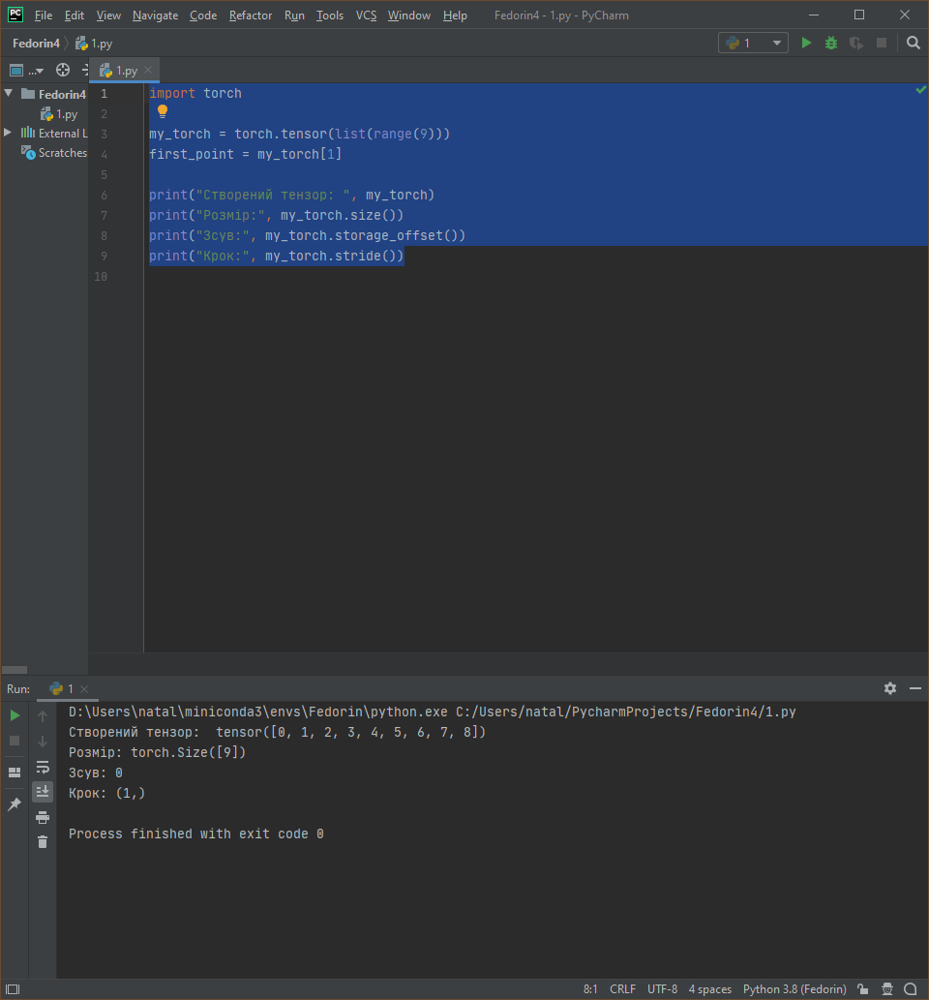 PC File Edit View Navigate Code Refactor Run Tools VCS Window Help Fedorin4 - 1.py - PyCharm
Fedorin4 1.py 1
... 1.py
Fedorin4
1.py
External L
Scratches
1 import torch
2
3 my_torch = torch.tensor(list(range(9)))
4 first_point = my_torch[1]
5
6 print("Створений тензор: ", my_torch)
7 print("Розмір:", my_torch.size())
8 print("Зсув:", my_torch.storage_offset())
9 print("Крок:", my_torch.stride())
10
Run: 1
D:\Users\natal\miniconda3\envs\Fedorin\python.exe C:/Users/natal/PycharmProjects/Fedorin4/1.py
Створений тензор:  tensor([0, 1, 2, 3, 4, 5, 6, 7, 8])
Розмір: torch.Size([9])
Зсув: 0
Крок: (1,)
Process finished with exit code 0
8:1 CRLF UTF-8 4 spaces Python 3.8 (Fedorin)